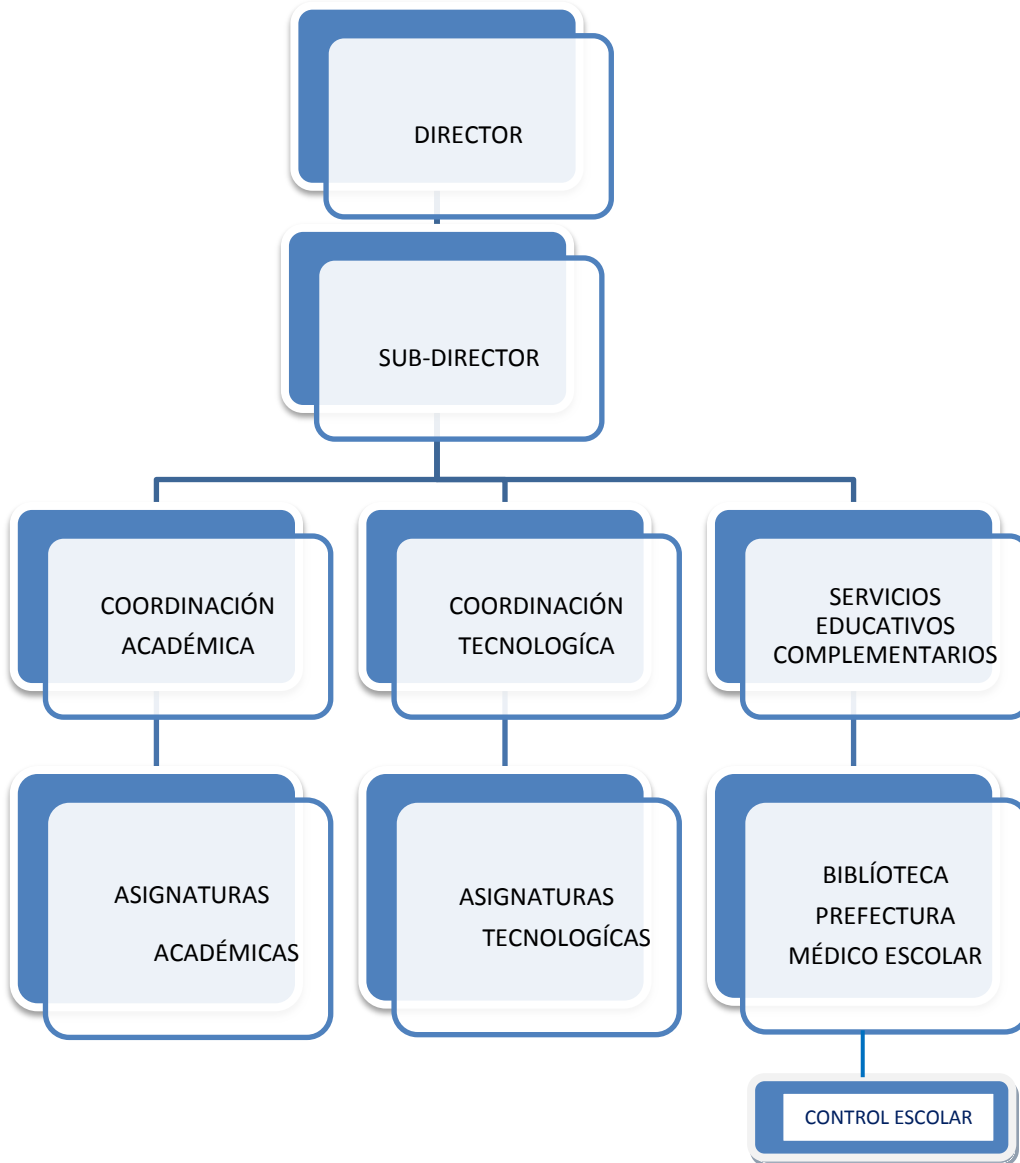 DIRECTOR
SUB-DIRECTOR
COORDINACIÓN
ACADÉMICA
COORDINACIÓN
TECNOLOGÍCA
SERVICIOS
EDUCATIVOS
COMPLEMENTARIOS
ASIGNATURAS
ACADÉMICAS
ASIGNATURAS
TECNOLOGÍCAS
BIBLÍOTECA
PREFECTURA
MÉDICO ESCOLAR
CONTROL ESCOLAR